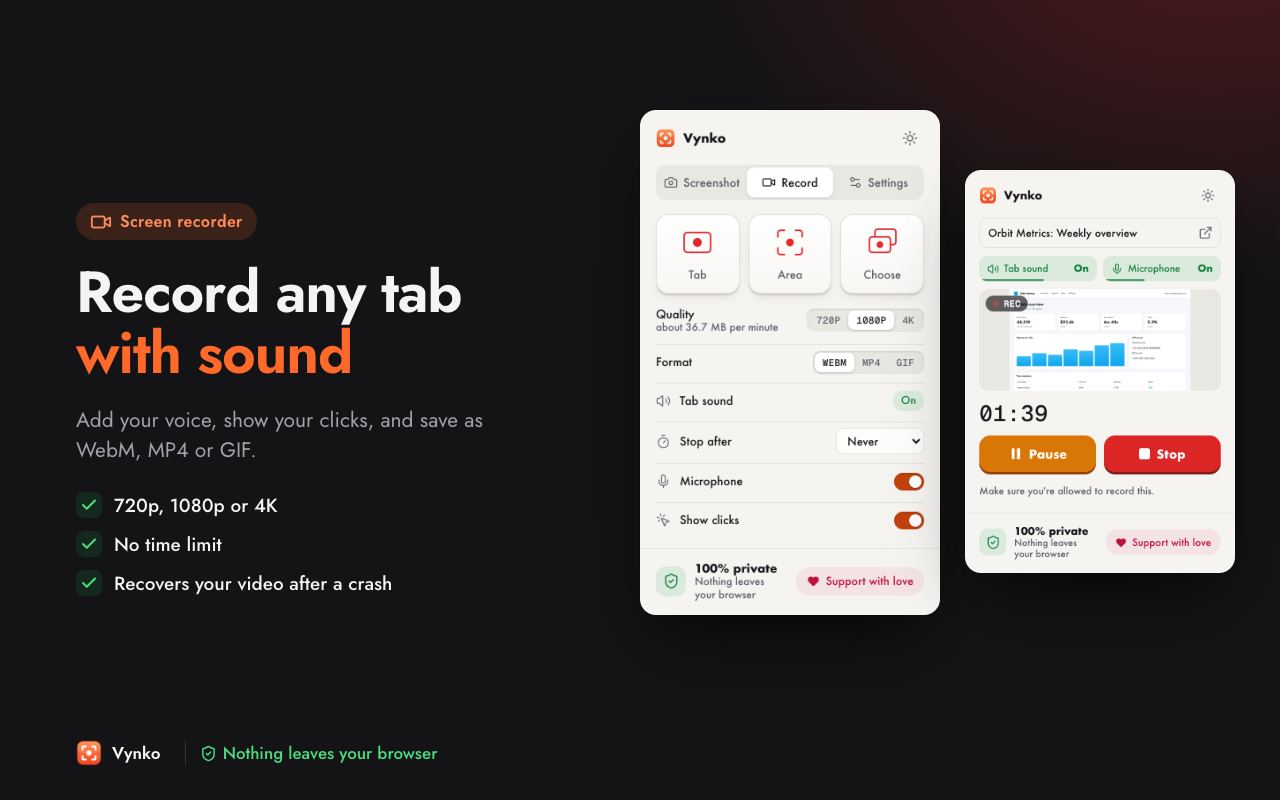 Screen recorder
Record any tab
with sound
Add your voice, show your clicks, and save as
WebM, MP4 or GIF.
720p, 1080p or 4K
No time limit
Recovers your video after a crash
Vynko
Nothing leaves your browser
Vynko
Screenshot Record Settings
Tab Area Choose
Quality
about 36.7 MB per minute
720P 1080P 4K
Format WEBM MP4 GIF
Tab sound On
Stop after Never
Microphone
Show clicks
100% private
Nothing leaves
your browser
Support with love
Vynko
Orbit Metrics: Weekly overview
Tab sound On Microphone On
REC
01:39
Pause Stop
Make sure you're allowed to record this.
100% private
Nothing leaves
your browser
Support with love